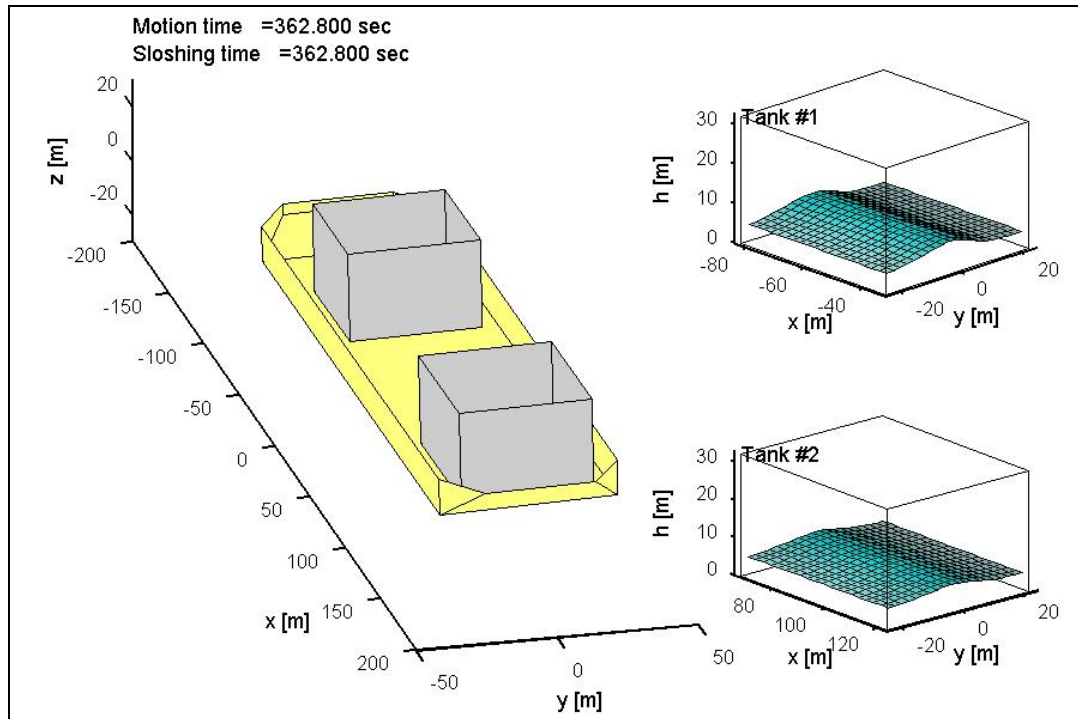 Motion time =362.800 sec
Sloshing time =362.800 sec
20
0
-20
z [m]
-200
-150
-100
-50
0
50
100
150
200
x [m]
-50
0
50
y [m]
Tank #1
30
20
10
0
h [m]
-80
-60
-40
x [m]
-20
0
20
y [m]
Tank #2
30
20
10
0
h [m]
80
100
120
x [m]
-20
0
20
y [m]